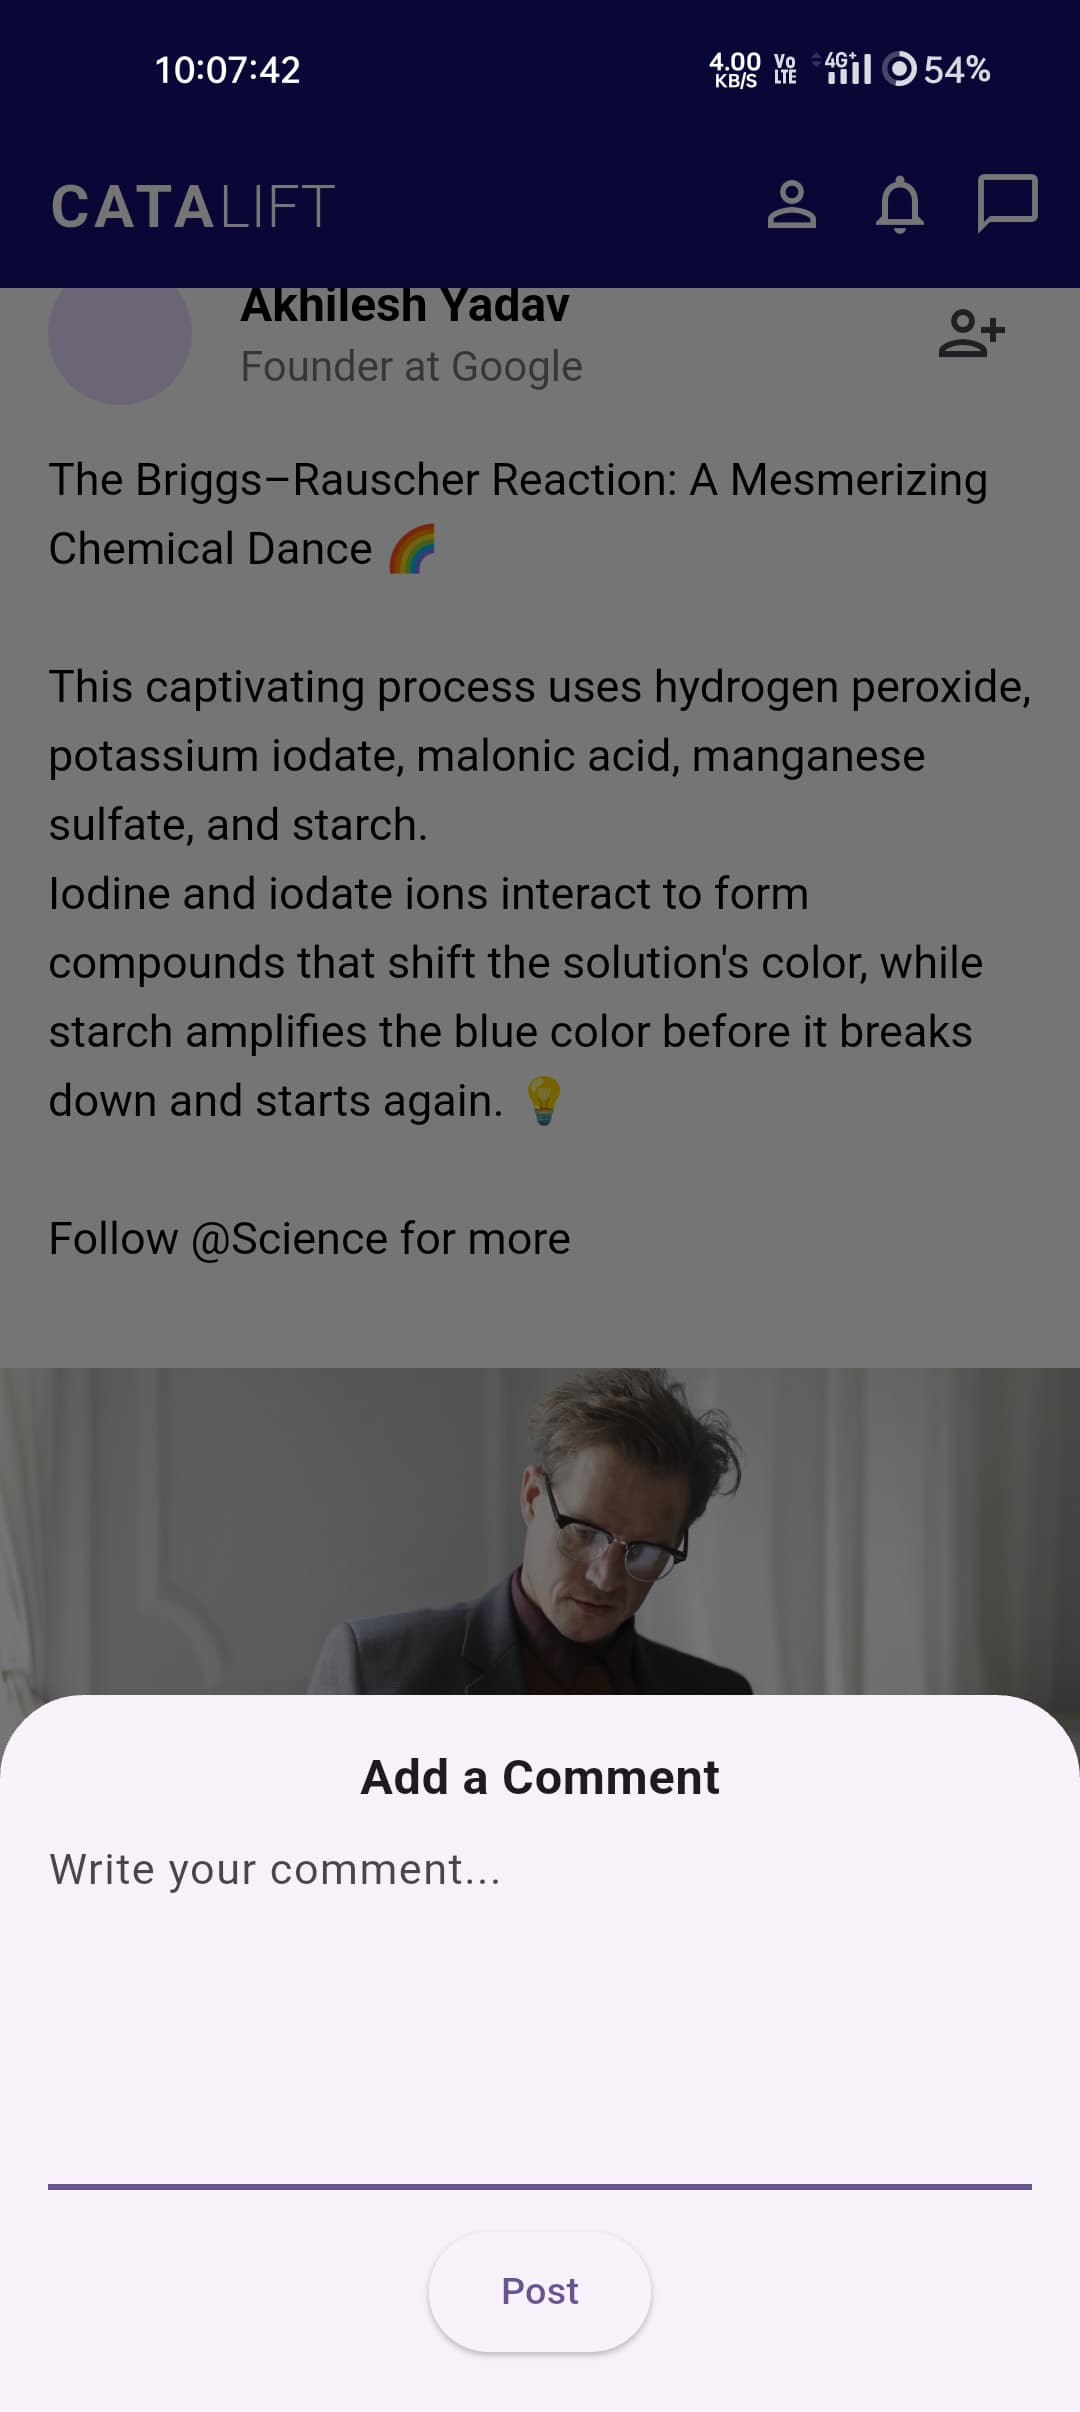 10:07:42
4.00 KB/S Vo LTE 4G+ 54%
CATALIFT
Akhilesh Yadav
Founder at Google
The Briggs–Rauscher Reaction: A Mesmerizing
Chemical Dance 🌈
This captivating process uses hydrogen peroxide,
potassium iodate, malonic acid, manganese
sulfate, and starch.
Iodine and iodate ions interact to form
compounds that shift the solution's color, while
starch amplifies the blue color before it breaks
down and starts again. 💡
Follow @Science for more
Add a Comment
Write your comment...
Post